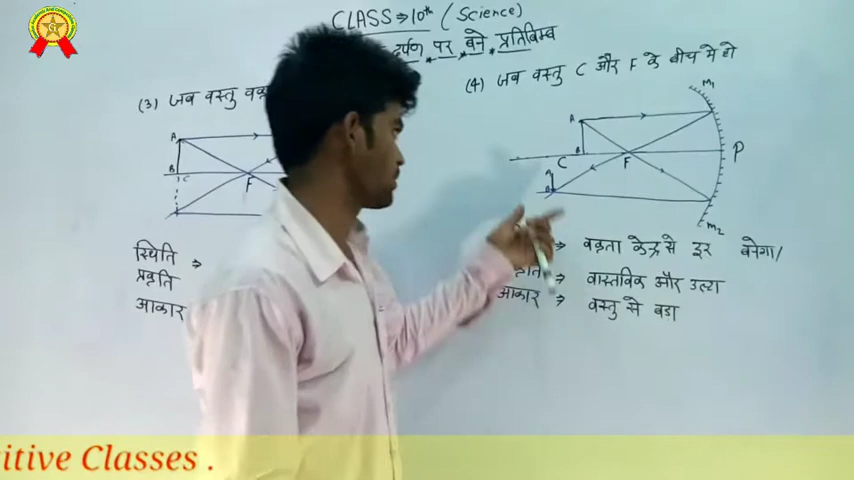 CLASS⇒10th (Science)
दर्पण पर बने प्रतिबिम्ब
(3) जब वस्तु
(4) जब वस्तु C और F के बीच में हो
A
B
C
F
M1
A
B
C
F
P
B
M2
स्थिति ⇒
प्रकृति
आकार
⇒ वक्रता केन्द्र से दूर बनेगा/
⇒ वास्तविक और उल्टा
आकार ⇒ वस्तु से बड़ा
Classes .